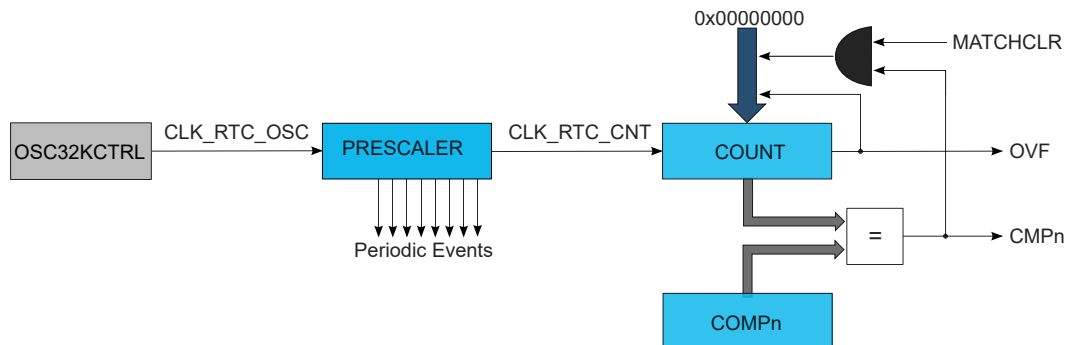 0x00000000
MATCHCLR
OSC32KCTRL
CLK_RTC_OSC
PRESCALER
CLK_RTC_CNT
COUNT
OVF
Periodic Events
=
CMPn
COMPn